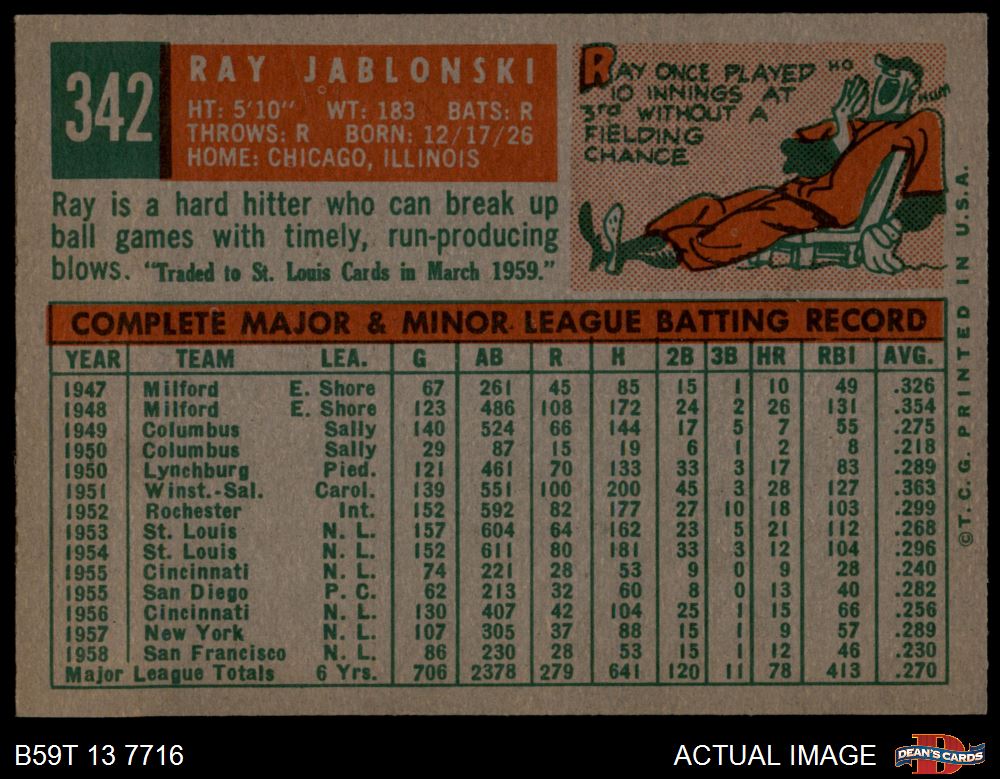 342
RAY JABLONSKI
HT: 5'10" WT: 183 BATS: R
THROWS: R BORN: 12/17/26
HOME: CHICAGO, ILLINOIS
RAY ONCE PLAYED
10 INNINGS AT
3RD WITHOUT A
FIELDING
CHANCE
HO
HUM
Ray is a hard hitter who can break up
ball games with timely, run-producing
blows. "Traded to St. Louis Cards in March 1959."
COMPLETE MAJOR & MINOR LEAGUE BATTING RECORD
YEAR TEAM LEA. G AB R H 2B 3B HR RBI AVG.
1947 Milford E. Shore 67 261 45 85 15 1 10 49 .326
1948 Milford E. Shore 123 486 108 172 24 2 26 131 .354
1949 Columbus Sally 140 524 66 144 17 5 7 55 .275
1950 Columbus Sally 29 87 15 19 6 1 2 8 .218
1950 Lynchburg Pied. 121 461 70 133 33 3 17 83 .289
1951 Winst.-Sal. Carol. 139 551 100 200 45 3 28 127 .363
1952 Rochester Int. 152 592 82 177 27 10 18 103 .299
1953 St. Louis N. L. 157 604 64 162 23 5 21 112 .268
1954 St. Louis N. L. 152 611 80 181 33 3 12 104 .296
1955 Cincinnati N. L. 74 221 28 53 9 0 9 28 .240
1955 San Diego P. C. 62 213 32 60 8 0 13 40 .282
1956 Cincinnati N. L. 130 407 42 104 25 1 15 66 .256
1957 New York N. L. 107 305 37 88 15 1 9 57 .289
1958 San Francisco N. L. 86 230 28 53 15 1 12 46 .230
Major League Totals 6 Yrs. 706 2378 279 641 120 11 78 413 .270
©T.C.G. PRINTED IN U.S.A.
B59T 13 7716
ACTUAL IMAGE
DEAN'S CARDS